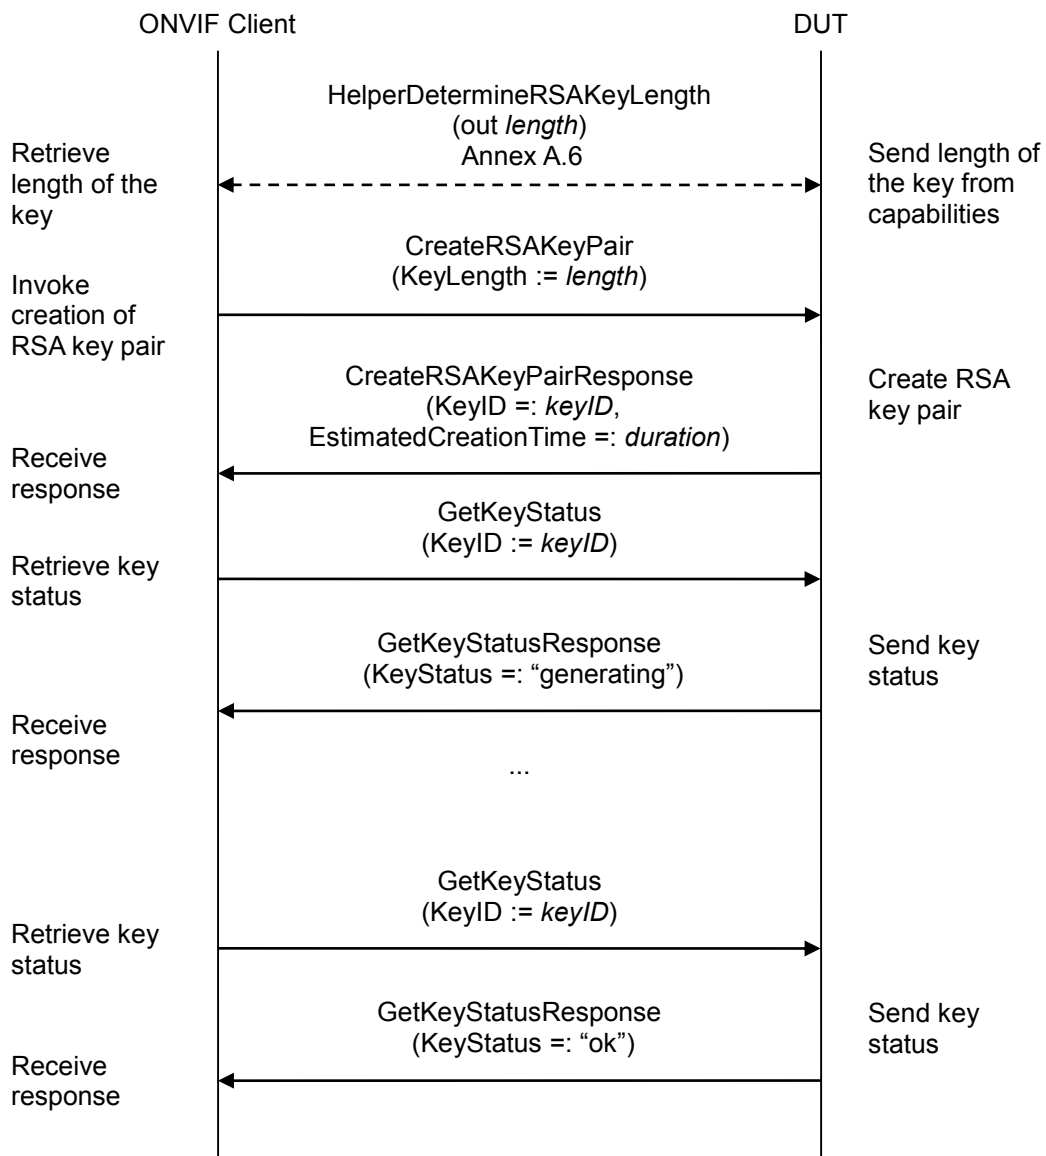 ONVIF Client
DUT
HelperDetermineRSAKeyLength
(out length)
Annex A.6
Retrieve
length of the
key
Send length of
the key from
capabilities
CreateRSAKeyPair
(KeyLength := length)
Invoke
creation of
RSA key pair
CreateRSAKeyPairResponse
(KeyID =: keyID,
EstimatedCreationTime =: duration)
Create RSA
key pair
Receive
response
GetKeyStatus
(KeyID := keyID)
Retrieve key
status
GetKeyStatusResponse
(KeyStatus =: “generating”)
Send key
status
Receive
response
...
GetKeyStatus
(KeyID := keyID)
Retrieve key
status
GetKeyStatusResponse
(KeyStatus =: “ok”)
Send key
status
Receive
response